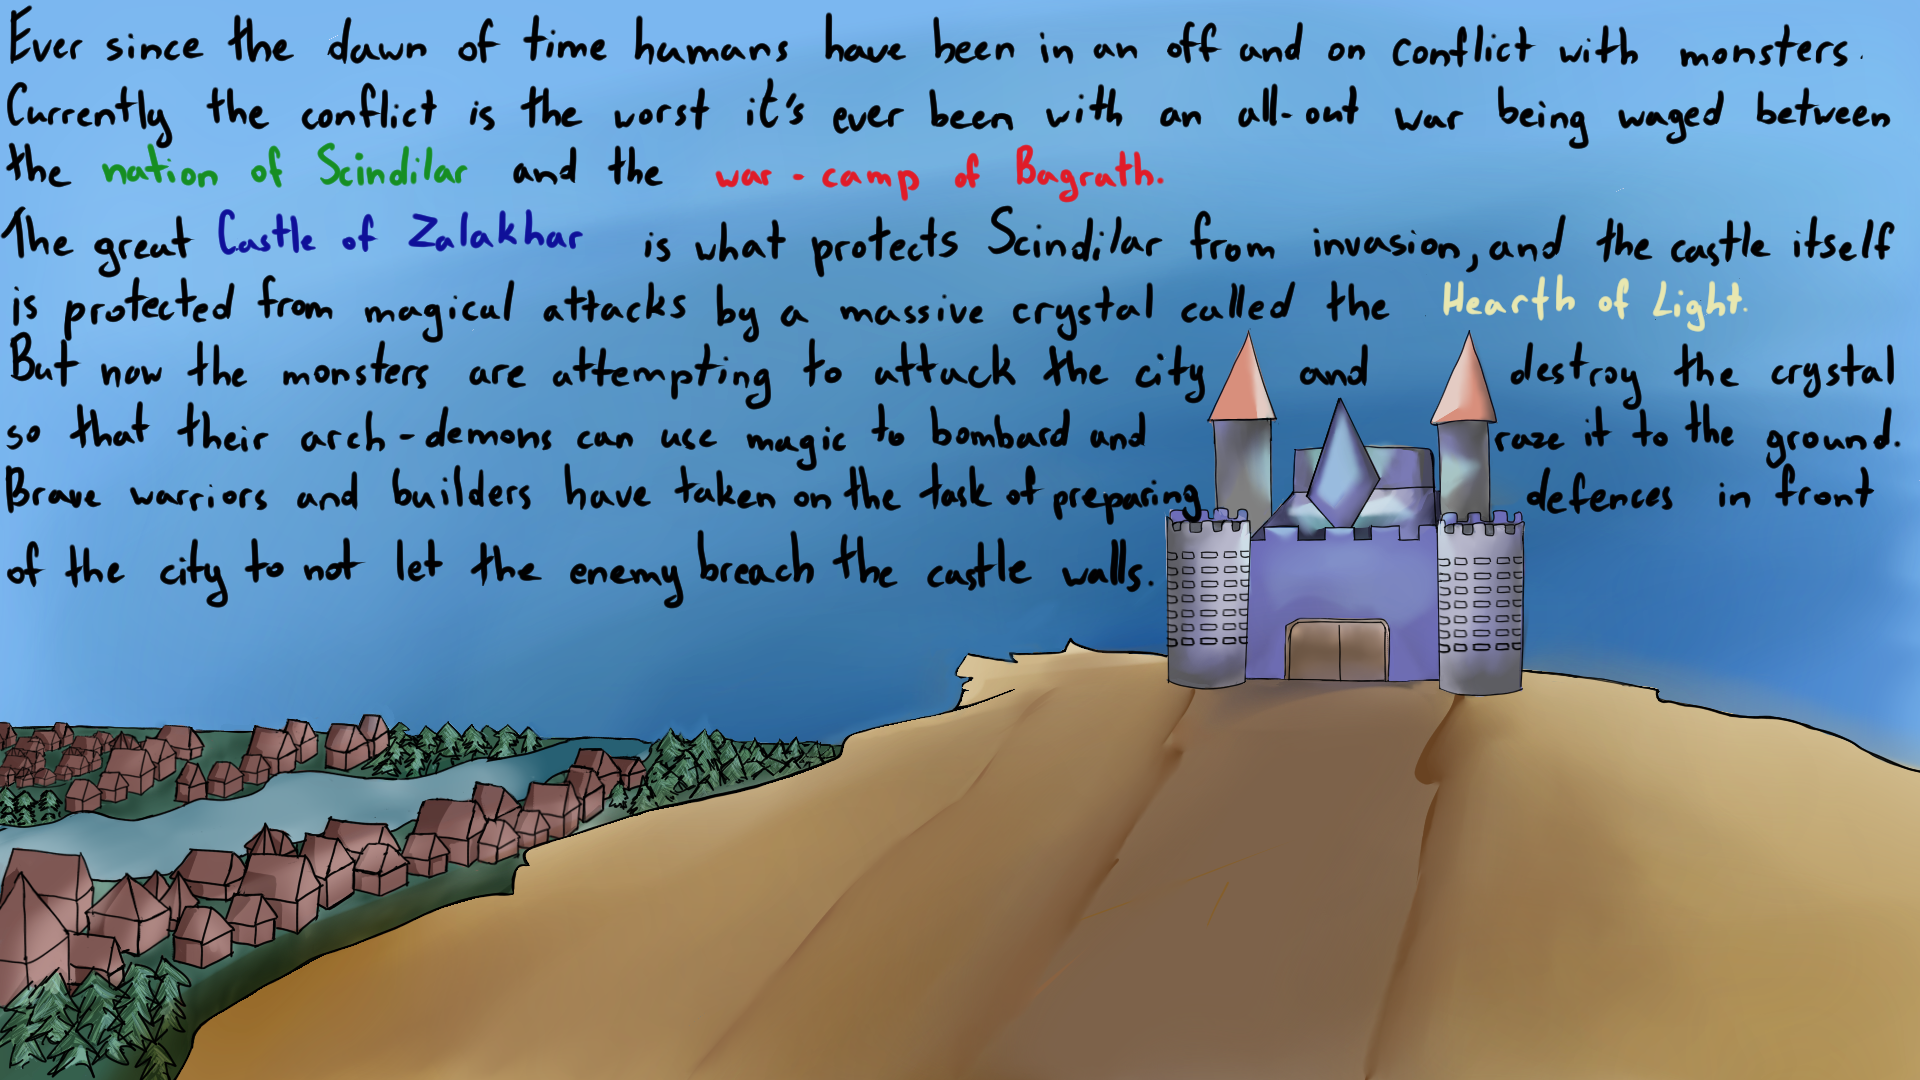 Ever since the dawn of time humans have been in an off and on conflict with monsters.
Currently the conflict is the worst it's ever been with an all-out war being waged between
the nation of Scindilar and the war-camp of Bagrath.
The great Castle of Zalakhar is what protects Scindilar from invasion, and the castle itself
is protected from magical attacks by a massive crystal called the Hearth of Light.
But now the monsters are attempting to attack the city and destroy the crystal
so that their arch-demons can use magic to bombard and raze it to the ground.
Brave warriors and builders have taken on the task of preparing defences in front
of the city to not let the enemy breach the castle walls.